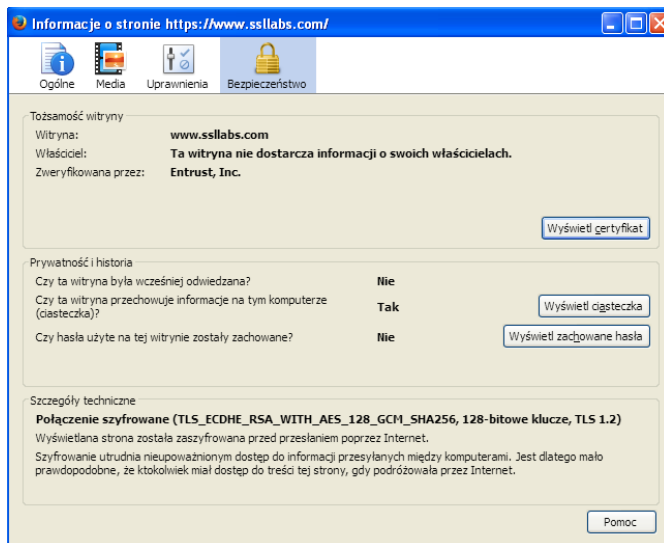 Informacje o stronie https://www.ssllabs.com/
Ogólne Media Uprawnienia Bezpieczeństwo
Tożsamość witryny
Witryna: www.ssllabs.com
Właściciel: Ta witryna nie dostarcza informacji o swoich właścicielach.
Zweryfikowana przez: Entrust, Inc.
Wyświetl certyfikat
Prywatność i historia
Czy ta witryna była wcześniej odwiedzana? Nie
Czy ta witryna przechowuje informacje na tym komputerze
(ciasteczka)? Tak Wyświetl ciasteczka
Czy hasła użyte na tej witrynie zostały zachowane? Nie Wyświetl zachowane hasła
Szczegóły techniczne
Połączenie szyfrowane (TLS_ECDHE_RSA_WITH_AES_128_GCM_SHA256, 128-bitowe klucze, TLS 1.2)
Wyświetlana strona została zaszyfrowana przed przesłaniem poprzez Internet.
Szyfrowanie utrudnia nieupoważnionym dostęp do informacji przesyłanych między komputerami. Jest dlatego mało
prawdopodobne, że ktokolwiek miał dostęp do treści tej strony, gdy podróżowała przez Internet.
Pomoc